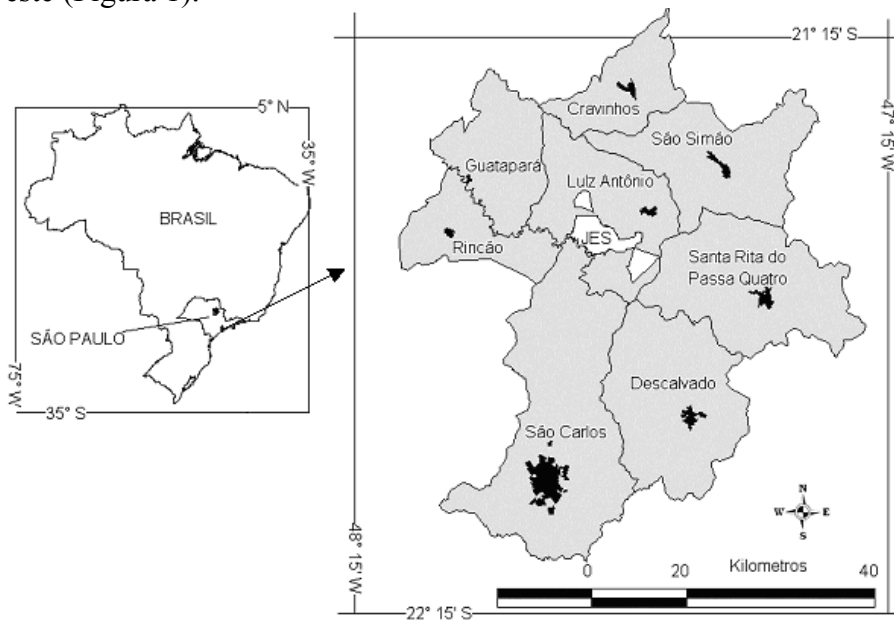 este (Figura 1).
5° N
35° W
BRASIL
SÃO PAULO
75° W
35° S
21° 15' S
47° 15' W
Cravinhos
São Simão
Guatapará
Luiz Antônio
Rincão
JES
Santa Rita do
Passa Quatro
Descalvado
São Carlos
N
W E
S
48° 15' W
Kilometros
0 20 40
22° 15' S